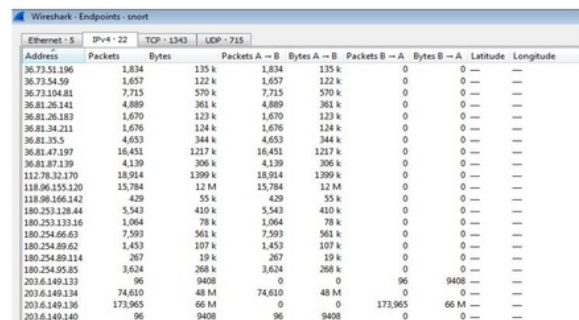 Wireshark · Endpoints · snort
Ethernet · 5 IPv4 · 22 TCP · 1343 UDP · 715
Address Packets Bytes Packets A → B Bytes A → B Packets B → A Bytes B → A Latitude Longitude
36.73.51.196 1,834 135 k 1,834 135 k 0 0 — —
36.73.54.59 1,657 122 k 1,657 122 k 0 0 — —
36.73.104.81 7,715 570 k 7,715 570 k 0 0 — —
36.81.26.141 4,889 361 k 4,889 361 k 0 0 — —
36.81.26.183 1,670 123 k 1,670 123 k 0 0 — —
36.81.34.211 1,676 124 k 1,676 124 k 0 0 — —
36.81.35.5 4,653 344 k 4,653 344 k 0 0 — —
36.81.47.197 16,451 1217 k 16,451 1217 k 0 0 — —
36.81.87.139 4,139 306 k 4,139 306 k 0 0 — —
112.78.32.170 18,914 1399 k 18,914 1399 k 0 0 — —
118.96.155.120 15,784 12 M 15,784 12 M 0 0 — —
118.98.166.142 429 55 k 429 55 k 0 0 — —
180.253.128.44 5,543 410 k 5,543 410 k 0 0 — —
180.253.133.16 1,064 78 k 1,064 78 k 0 0 — —
180.254.66.63 7,593 561 k 7,593 561 k 0 0 — —
180.254.89.62 1,453 107 k 1,453 107 k 0 0 — —
180.254.89.114 267 19 k 267 19 k 0 0 — —
180.254.95.85 3,624 268 k 3,624 268 k 0 0 — —
203.6.149.133 96 9408 0 0 96 9408 — —
203.6.149.134 74,610 48 M 74,610 48 M 0 0 — —
203.6.149.136 173,965 66 M 0 0 173,965 66 M — —
203.6.149.140 96 9408 96 9408 0 0 — —